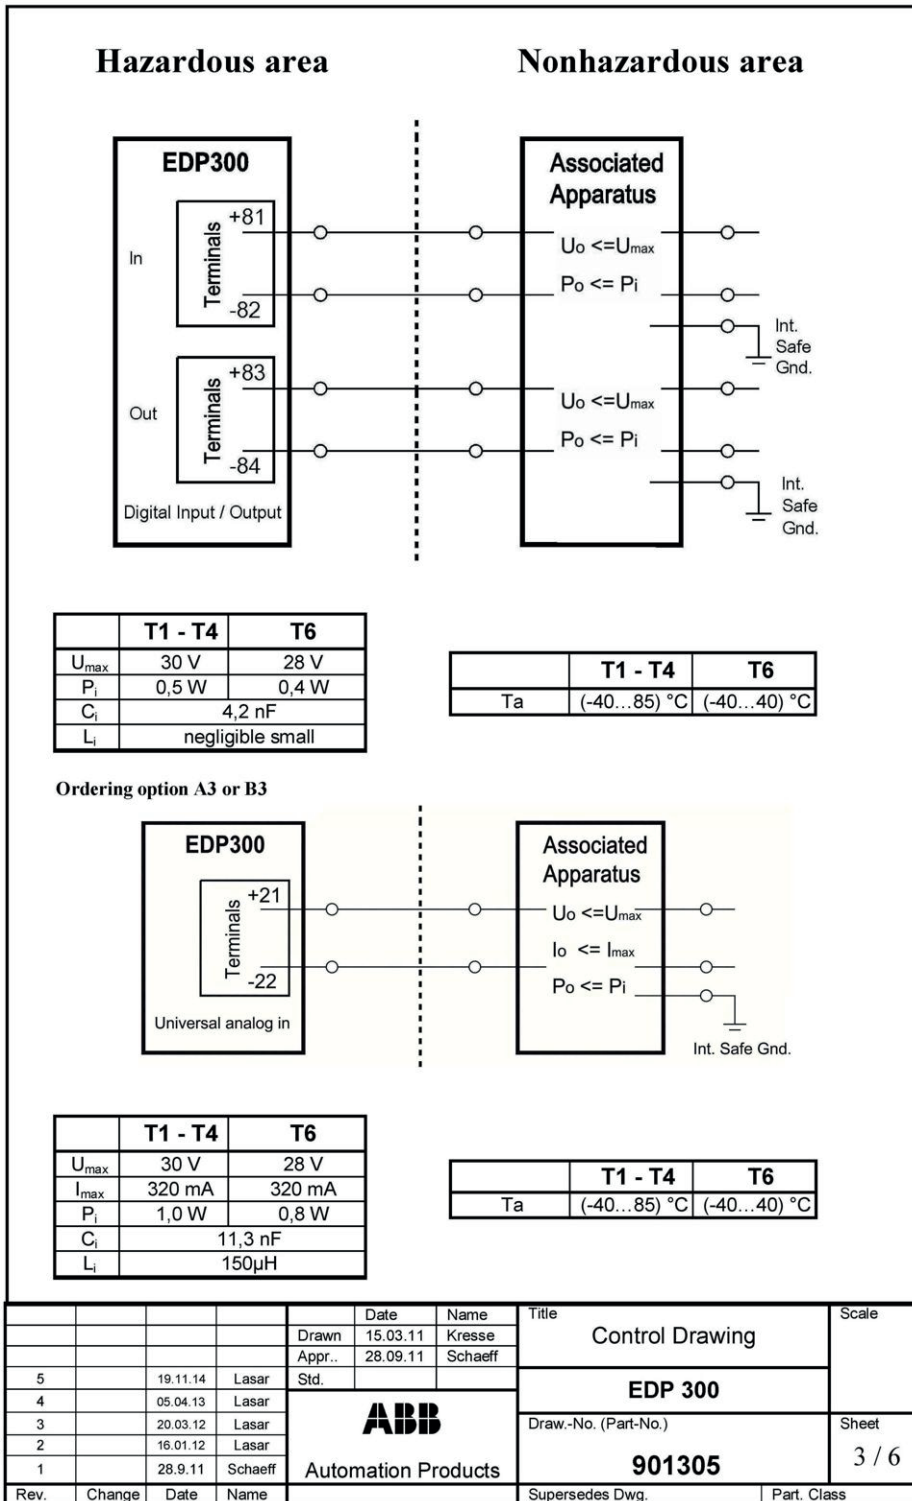 Hazardous area
Nonhazardous area
EDP300
In
Terminals
+81
-82
Out
Terminals
+83
-84
Digital Input / Output
Associated
Apparatus
Uo <=Umax
Po <= Pi
Int.
Safe
Gnd.
Uo <=Umax
Po <= Pi
Int.
Safe
Gnd.
T1 - T4 T6
Umax 30 V 28 V
Pi 0,5 W 0,4 W
Ci 4,2 nF
Li negligible small
T1 - T4 T6
Ta (-40...85) °C (-40...40) °C
Ordering option A3 or B3
EDP300
Terminals
+21
-22
Universal analog in
Associated
Apparatus
Uo <=Umax
Io <= Imax
Po <= Pi
Int. Safe Gnd.
T1 - T4 T6
Umax 30 V 28 V
Imax 320 mA 320 mA
Pi 1,0 W 0,8 W
Ci 11,3 nF
Li 150µH
T1 - T4 T6
Ta (-40...85) °C (-40...40) °C
5 19.11.14 Lasar
4 05.04.13 Lasar
3 20.03.12 Lasar
2 16.01.12 Lasar
1 28.9.11 Schaeff
Rev. Change Date Name
Date Name
Drawn 15.03.11 Kresse
Appr.. 28.09.11 Schaeff
Std.
ABB
Automation Products
Title
Control Drawing
EDP 300
Draw.-No. (Part-No.)
901305
Supersedes Dwg.
Scale
Sheet
3 / 6
Part. Class